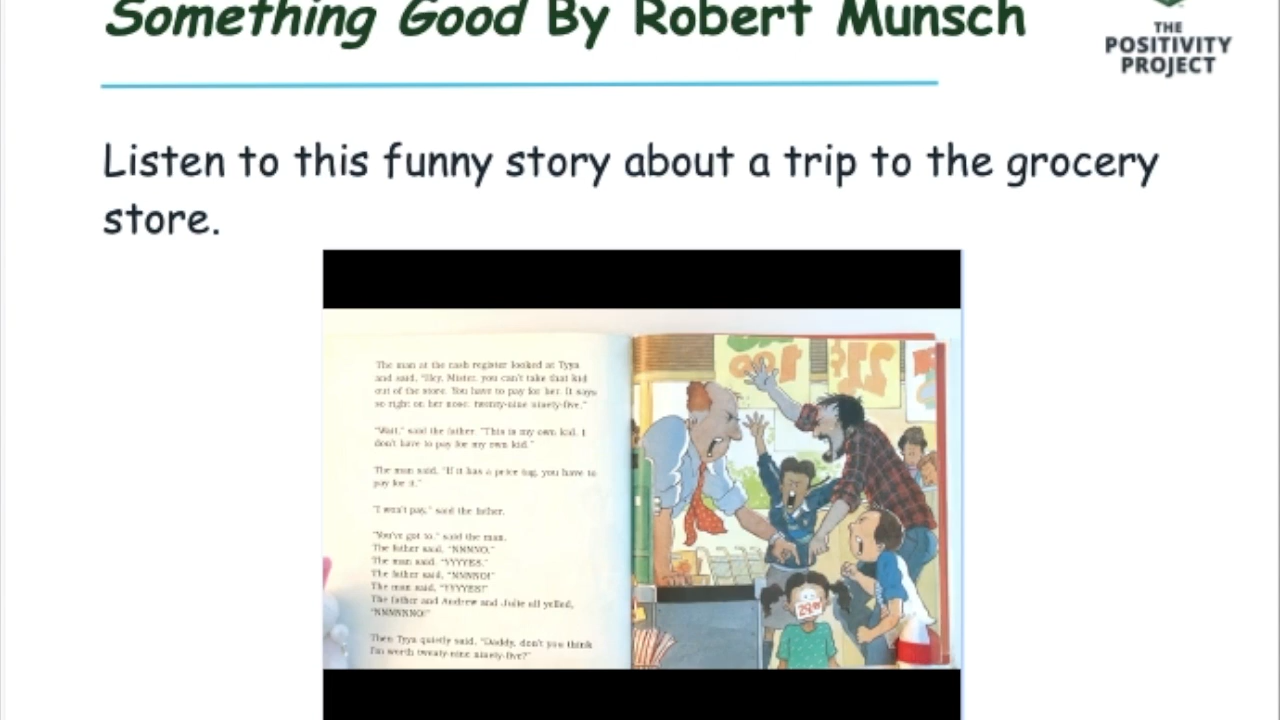 Something Good By Robert Munsch
THE
POSITIVITY
PROJECT
Listen to this funny story about a trip to the grocery
store.
The man at the cash register looked at Tyya
and said, "Hey, Mister, you can't take that kid
out of the store. You have to pay for her. It says
so right on her nose: twenty-nine ninety-five."
"Wait," said the father. "This is my own kid. I
don't have to pay for my own kid."
The man said, "If it has a price tag, you have to
pay for it."
"I won't pay," said the father.
"You've got to," said the man.
The father said, "NNNNO."
The man said, "YYYYES."
The father said, "NNNNO!"
The man said, "YYYYES!"
The father and Andrew and Julie all yelled,
"NNNNNNO!"
Then Tyya quietly said, "Daddy, don't you think
I'm worth twenty-nine ninety-five?"
29.95